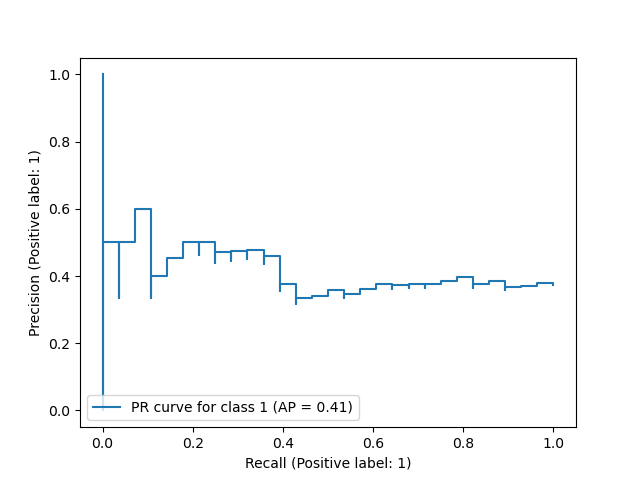 1.0
0.8
0.6
0.4
0.2
0.0
Precision (Positive label: 1)
PR curve for class 1 (AP = 0.41)
0.0 0.2 0.4 0.6 0.8 1.0
Recall (Positive label: 1)